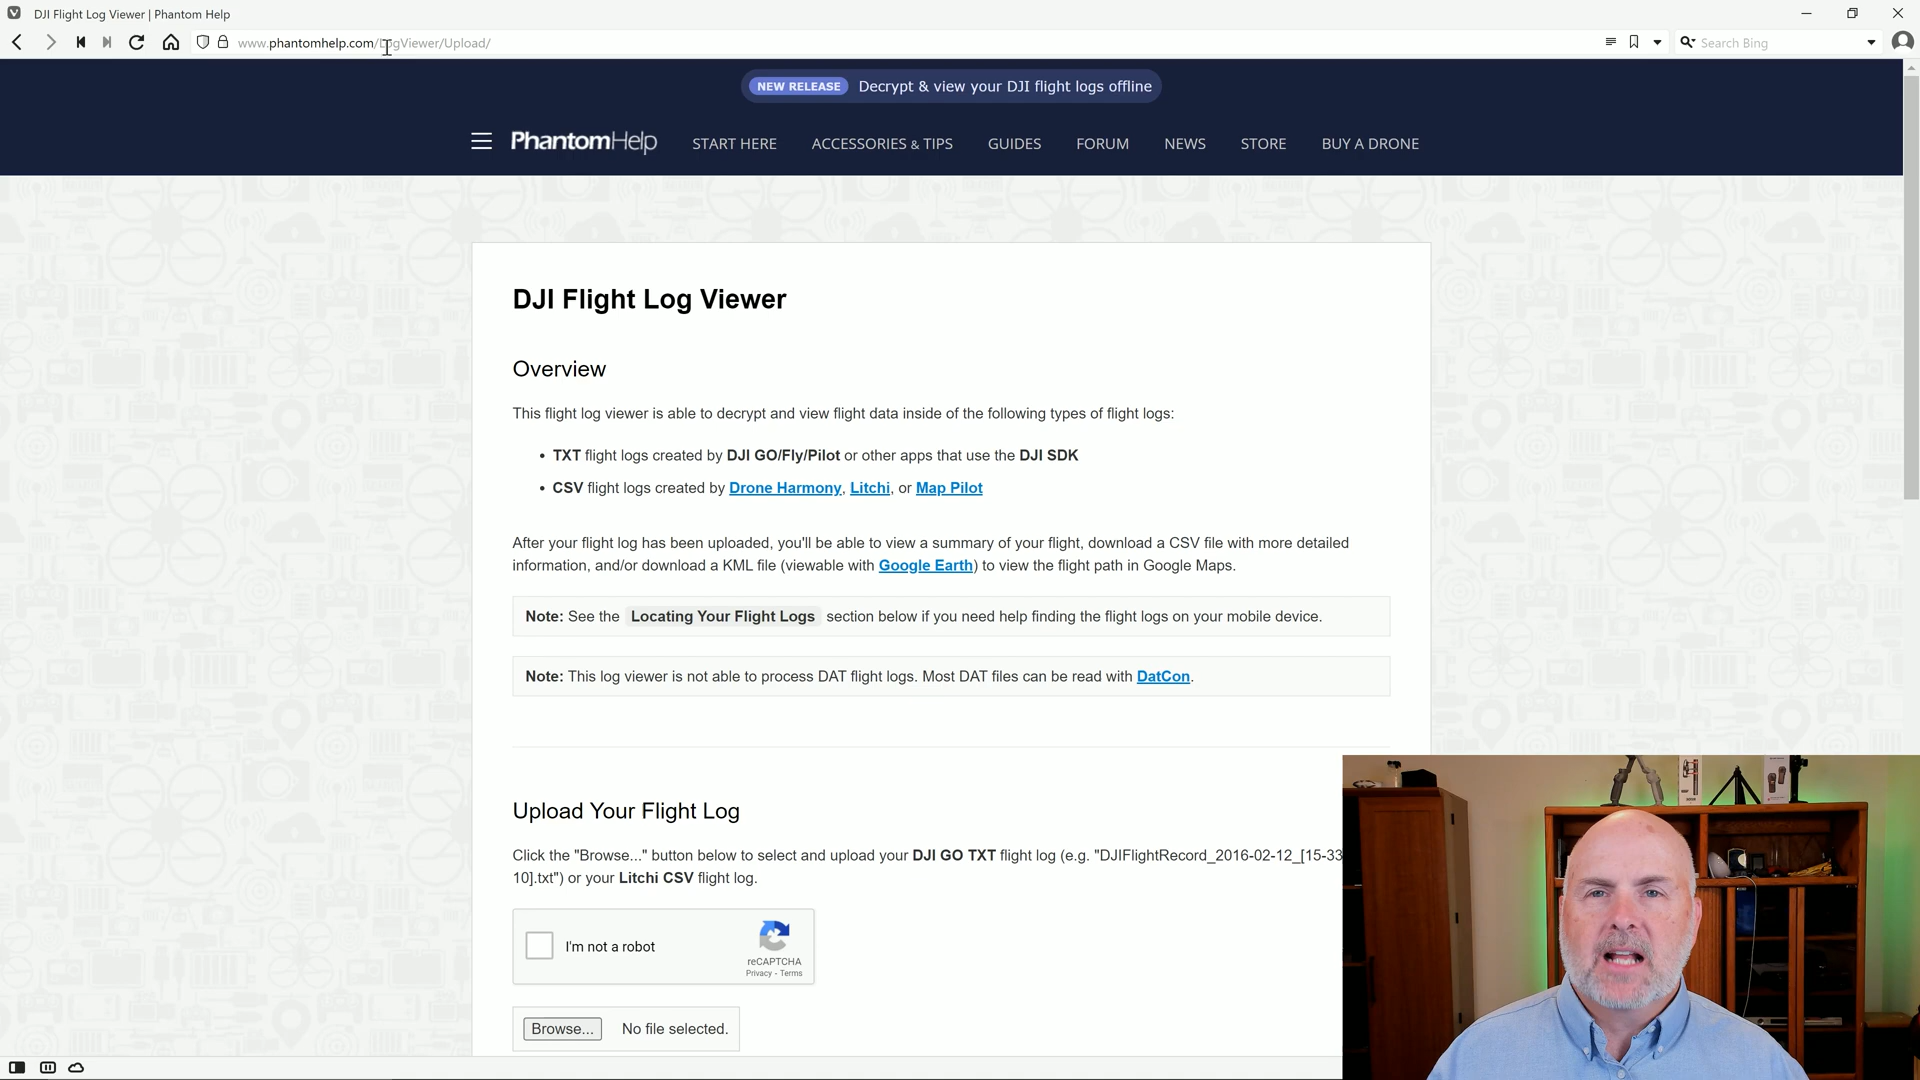 DJI Flight Log Viewer | Phantom Help
www.phantomhelp.com/LogViewer/Upload/
Search Bing
NEW RELEASE Decrypt & view your DJI flight logs offline
PhantomHelp START HERE ACCESSORIES & TIPS GUIDES FORUM NEWS STORE BUY A DRONE
DJI Flight Log Viewer
Overview
This flight log viewer is able to decrypt and view flight data inside of the following types of flight logs:
• TXT flight logs created by DJI GO/Fly/Pilot or other apps that use the DJI SDK
• CSV flight logs created by Drone Harmony, Litchi, or Map Pilot
After your flight log has been uploaded, you'll be able to view a summary of your flight, download a CSV file with more detailed
information, and/or download a KML file (viewable with Google Earth) to view the flight path in Google Maps.
Note: See the Locating Your Flight Logs section below if you need help finding the flight logs on your mobile device.
Note: This log viewer is not able to process DAT flight logs. Most DAT files can be read with DatCon.
Upload Your Flight Log
Click the "Browse..." button below to select and upload your DJI GO TXT flight log (e.g. "DJIFlightRecord_2016-02-12_[15-33
10].txt") or your Litchi CSV flight log.
I'm not a robot
reCAPTCHA
Privacy - Terms
Browse... No file selected.